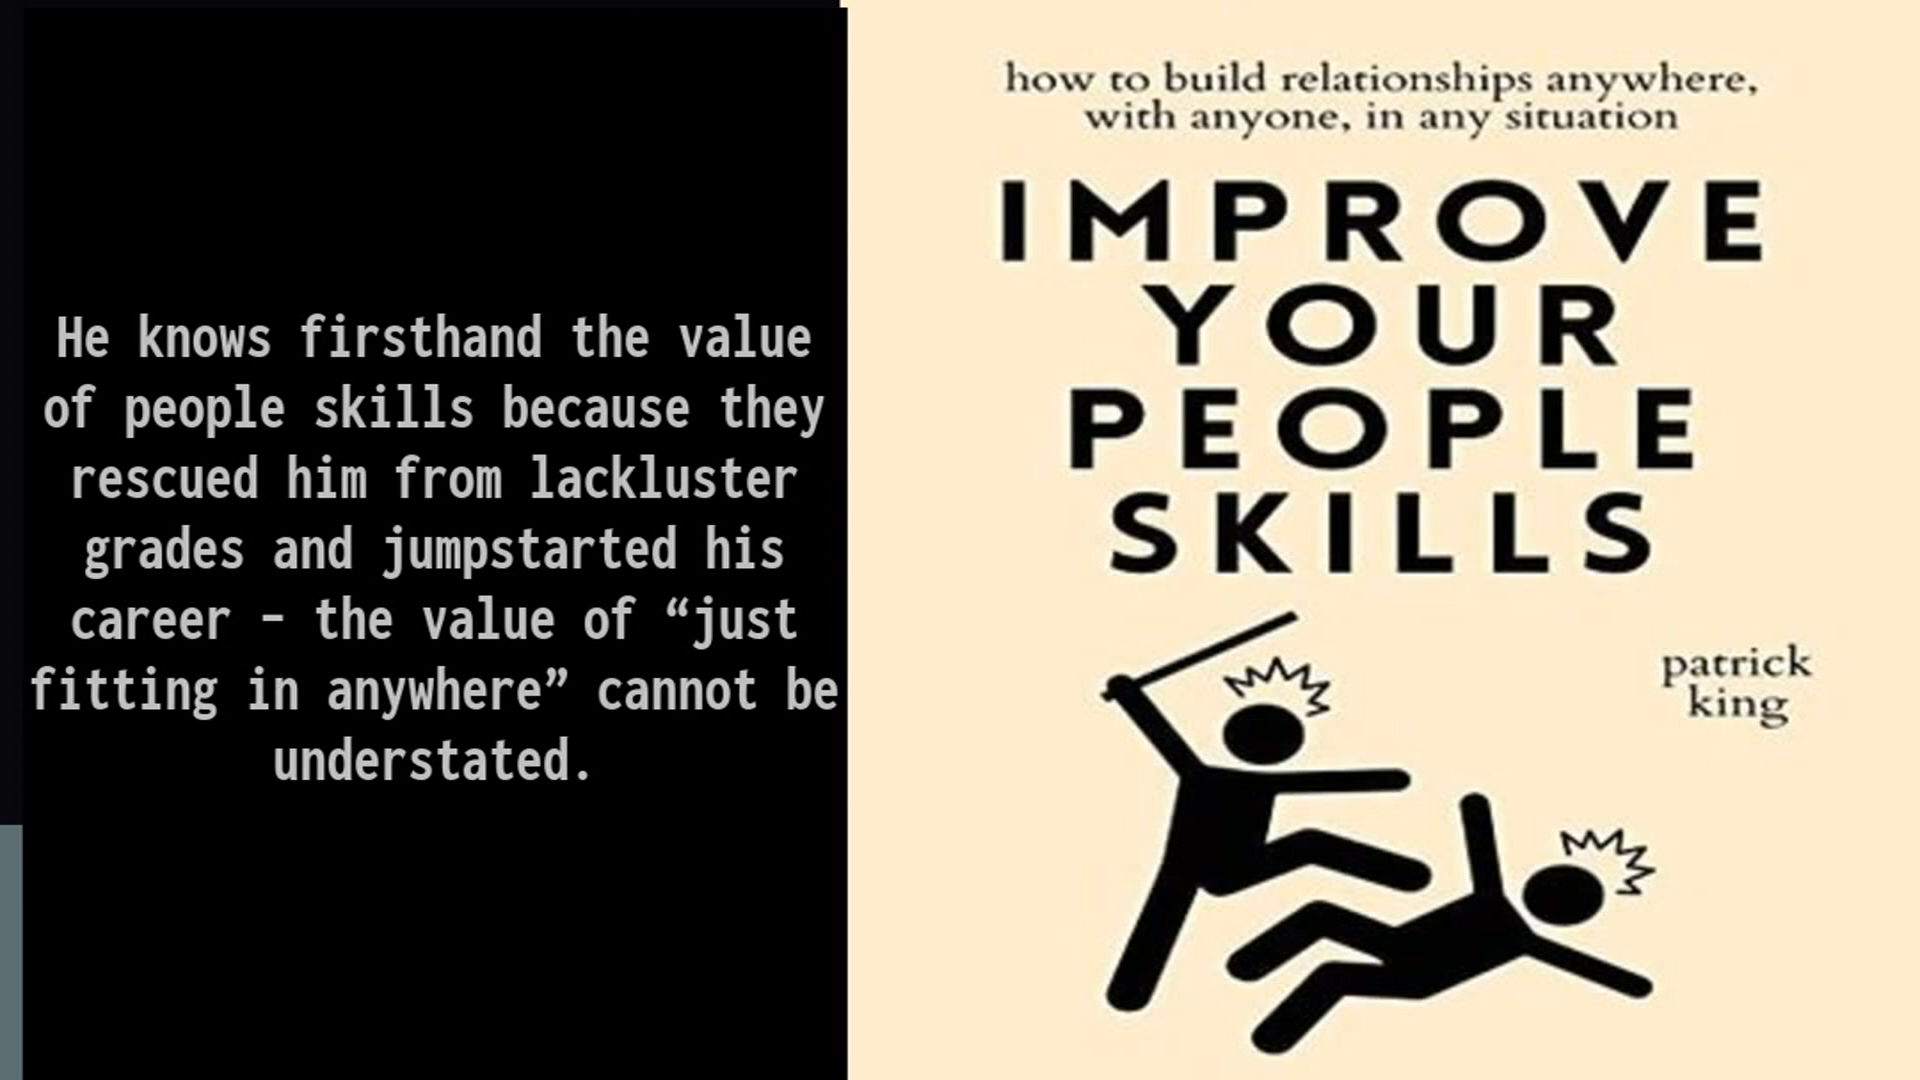 He knows firsthand the value
of people skills because they
rescued him from lackluster
grades and jumpstarted his
career – the value of “just
fitting in anywhere” cannot be
understated.
how to build relationships anywhere,
with anyone, in any situation
IMPROVE
YOUR
PEOPLE
SKILLS
patrick
king